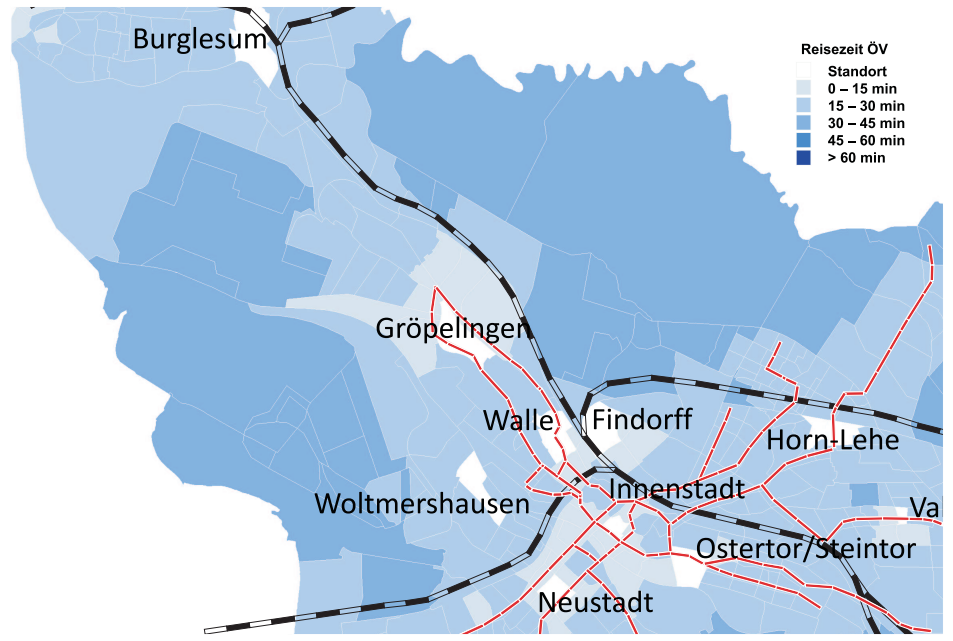 Burglesum
Reisezeit ÖV
Standort
0 – 15 min
15 – 30 min
30 – 45 min
45 – 60 min
> 60 min
Gröpelingen
Walle
Findorff
Horn-Lehe
Woltmershausen
Innenstadt
Va
Ostertor/Steintor
Neustadt